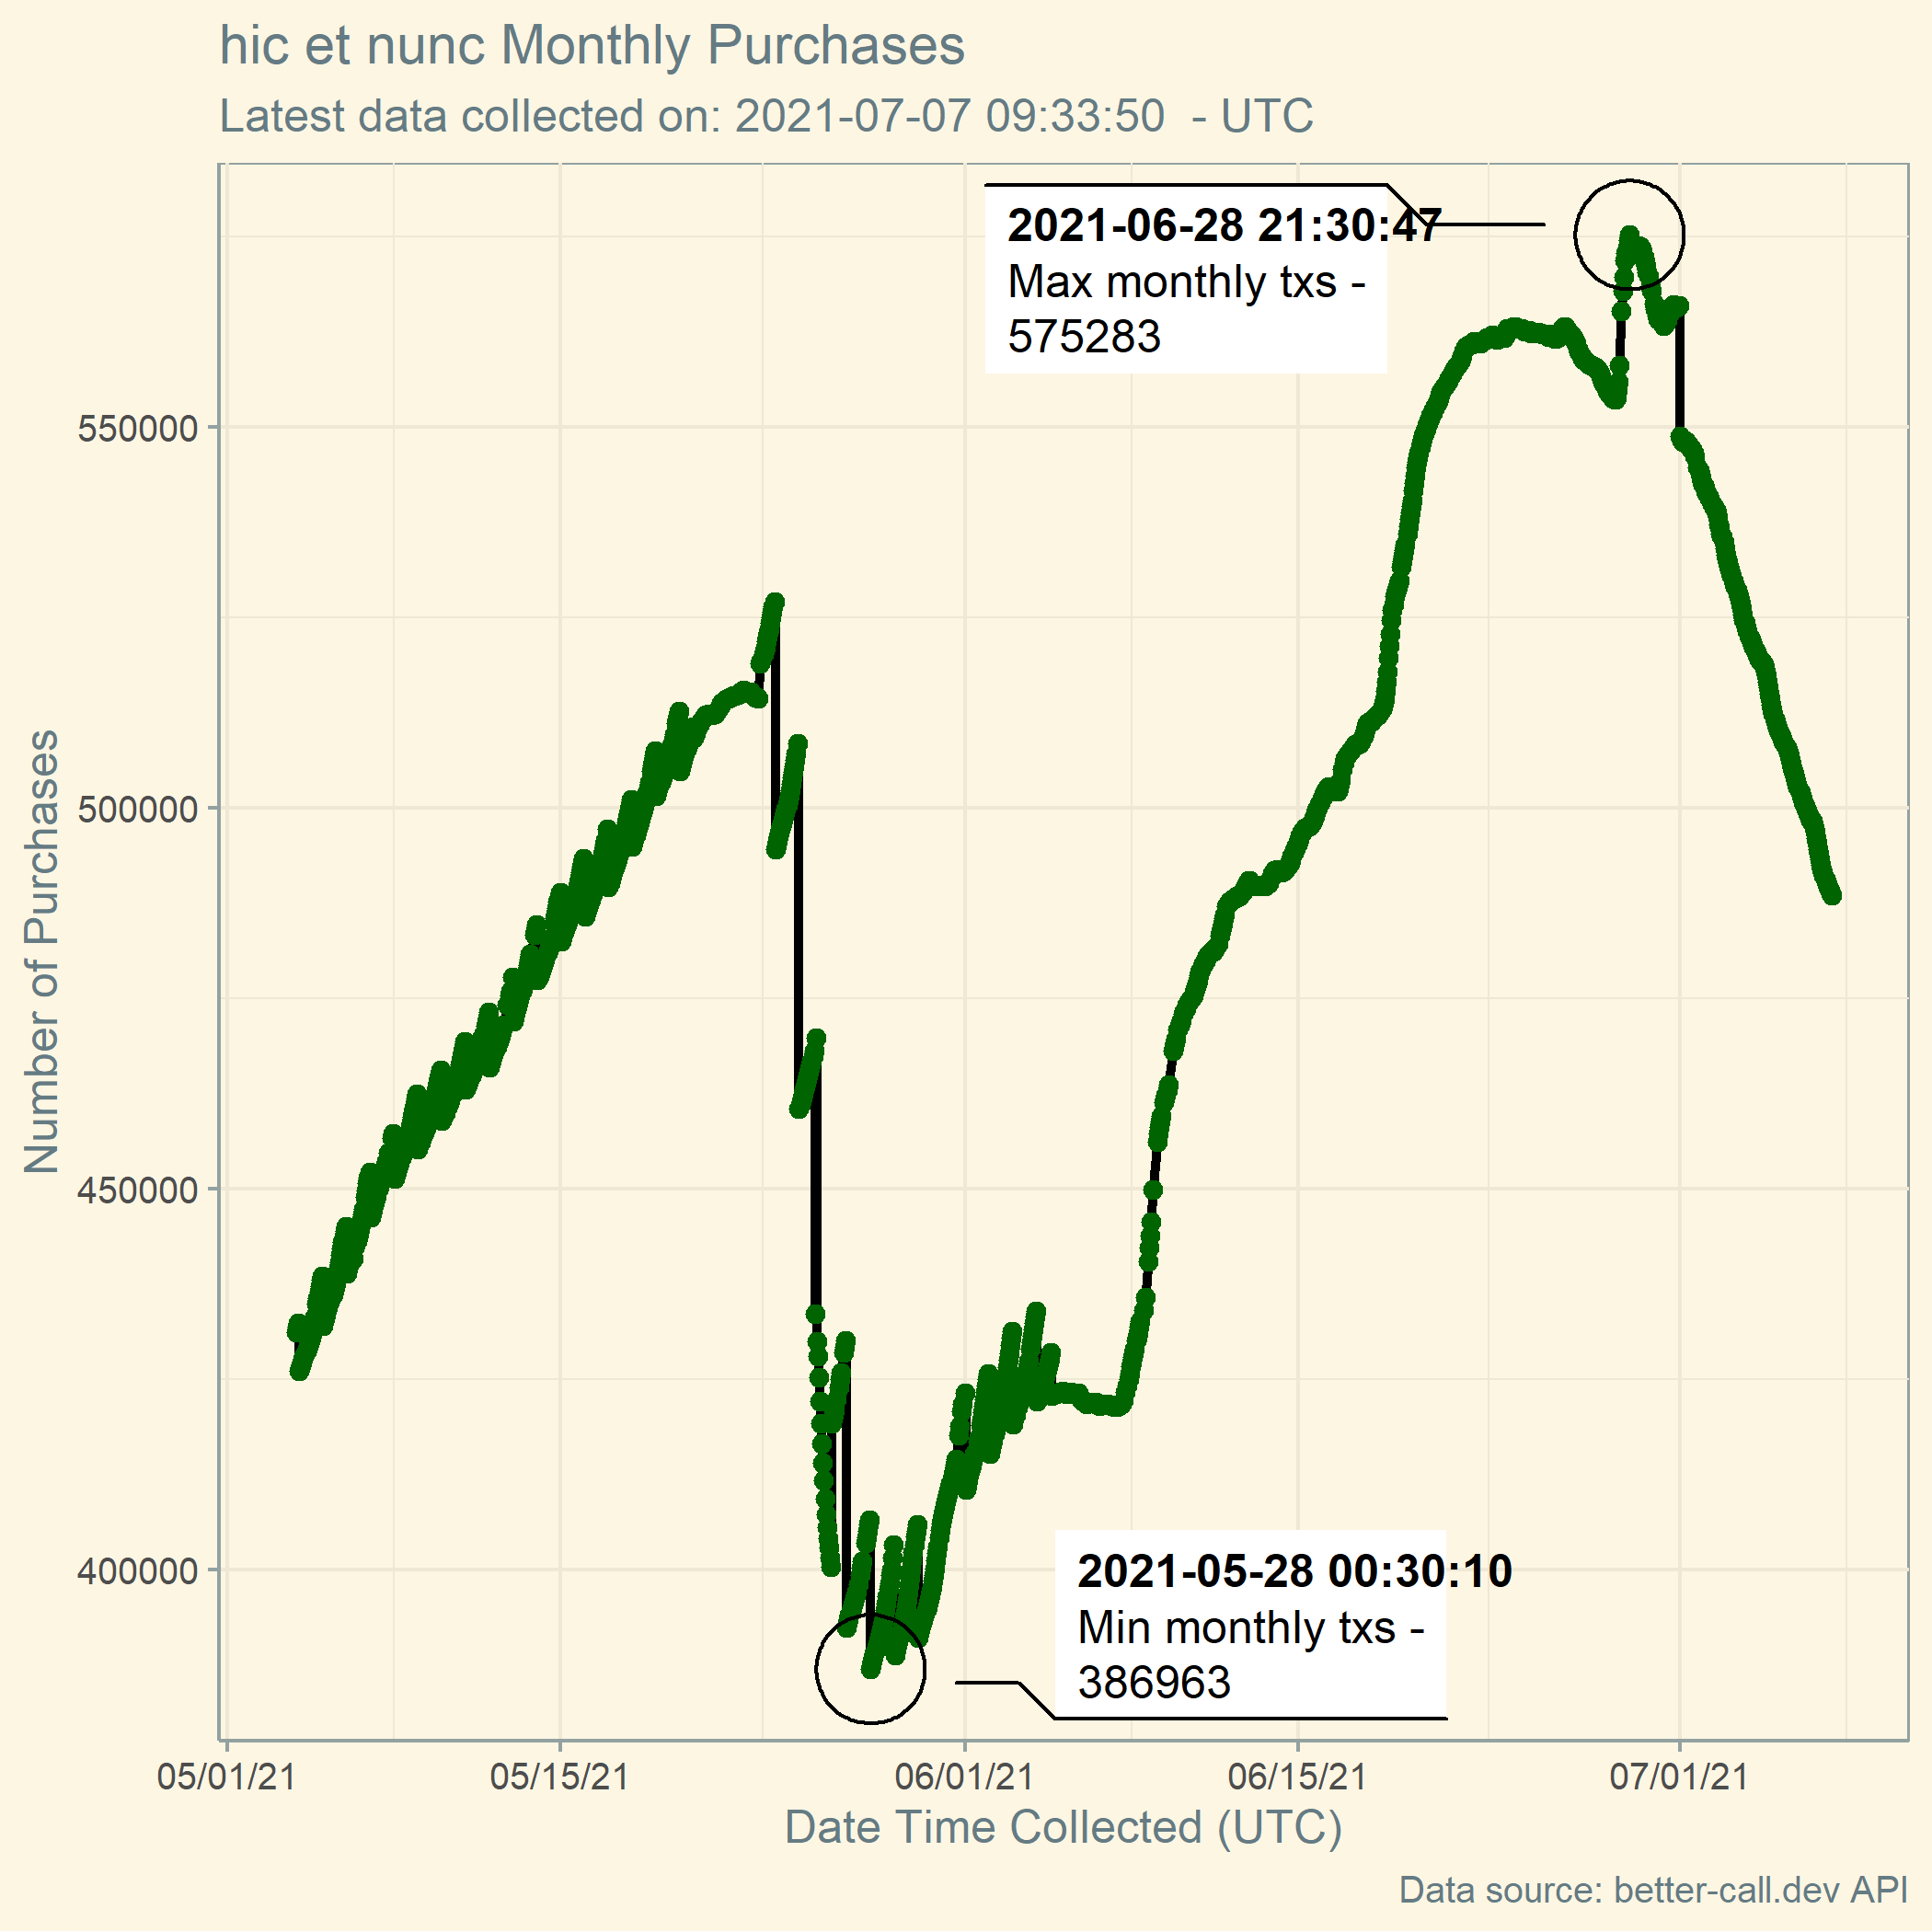 hic et nunc Monthly Purchases
Latest data collected on: 2021-07-07 09:33:50  - UTC
2021-06-28 21:30:47
Max monthly txs -
575283
550000
500000
450000
400000
Number of Purchases
2021-05-28 00:30:10
Min monthly txs -
386963
05/01/21 05/15/21 06/01/21 06/15/21 07/01/21
Date Time Collected (UTC)
Data source: better-call.dev API